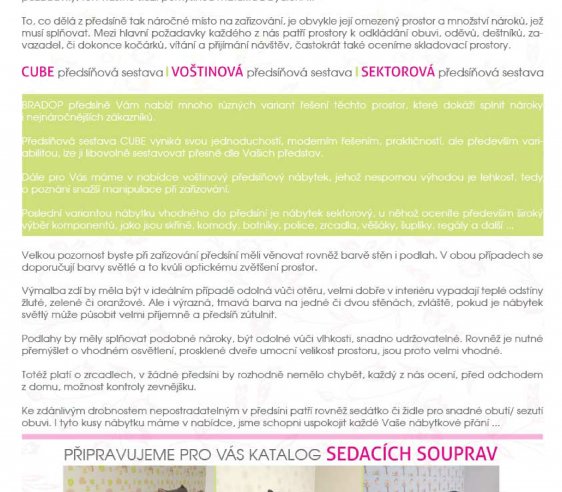 To, co dělá z předsíně tak náročné místo na zařizování, je obvykle její omezený prostor a množství nároků, jež
musí splňovat. Mezi hlavní požadavky každého z nás patří prostory k odkládání obuvi, oděvů, deštníků, za-
vazadel, či dokonce kočárků, vítání a přijímání návštěv, častokrát také oceníme skladovací prostory.
CUBE předsíňová sestava I VOŠTINOVÁ předsíňová sestava I SEKTOROVÁ předsíňová sestava
BRADOP předsíně Vám nabízí mnoho různých variant řešení těchto prostor, které dokáží splnit nároky
i nejnáročnějších zákazníků.
Předsíňová sestava CUBE vyniká svou jednoduchostí, moderním řešením, praktičností, ale především vari-
abilitou, lze ji libovolně sestavovat přesně dle Vašich představ.
Dále pro Vás máme v nabídce voštinový předsíňový nábytek, jehož nespornou výhodou je lehkost, tedy
o poznání snažší manipulace při zařizování.
Poslední variantou nábytku vhodného do předsíní je nábytek sektorový, u něhož oceníte především široký
výběr komponentů, jako jsou skříně, komody, botníky, police, zrcadla, věšáky, šuplíky, regály a další ...
Velkou pozornost byste při zařizování předsíní měli věnovat rovněž barvě stěn i podlah. V obou případech se
doporučují barvy světlé a to kvůli optickému zvětšení prostor.
Výmalba zdí by měla být v ideálním případě odolná vůči otěru, velmi dobře v interiéru vypadají teplé odstíny
žluté, zelené či oranžové. Ale i výrazná, tmavá barva na jedné či dvou stěnách, zvláště, pokud je nábytek
světlý může působit velmi příjemně a předsíň zútulnit.
Podlahy by měly splňovat podobné nároky, být odolné vůči vlhkosti, snadno udržovatelné. Rovněž je nutné
přemýšlet o vhodném osvětlení, prosklené dveře umocní velikost prostoru, jsou proto velmi vhodné.
Totéž platí o zrcadlech, v žádné předsíni by rozhodně nemělo chybět, každý z nás ocení, před odchodem
z domu, možnost kontroly zevnějšku.
Ke zdánlivým drobnostem nepostradatelným v předsíni patří rovněž sedátko či židle pro snadné obutí/ sezutí
obuvi. I tyto kusy nábytku máme v nabídce, jsme schopni uspokojit každé Vaše nábytkové přání ...
PŘIPRAVUJEME PRO VÁS KATALOG SEDACÍCH SOUPRAV